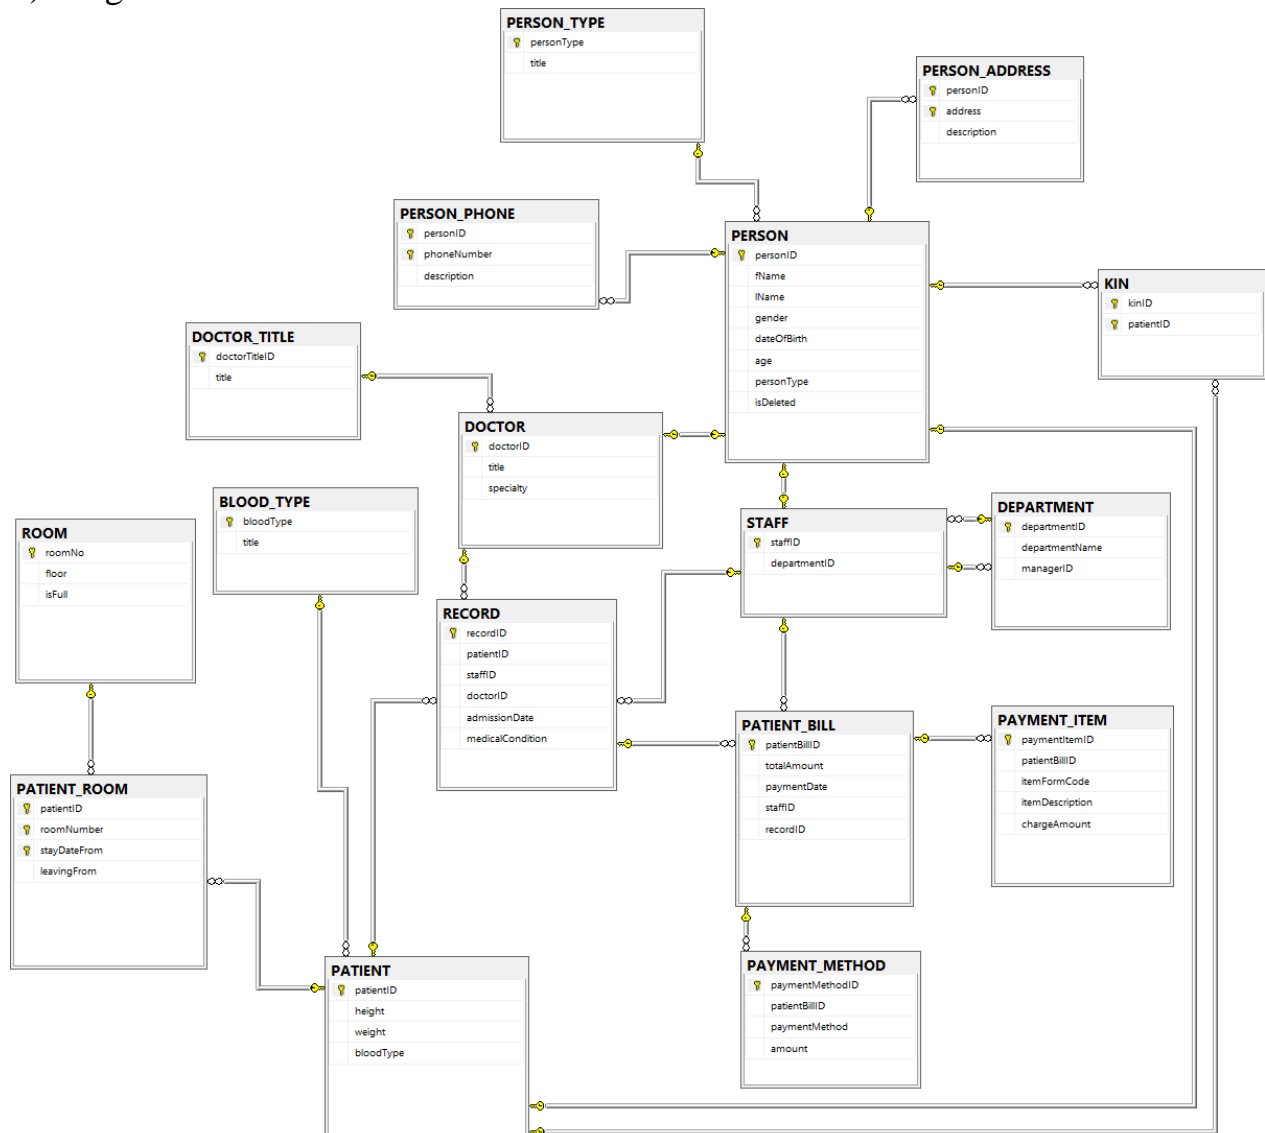 PERSON_TYPE
personType
title
PERSON_ADDRESS
personID
address
description
PERSON_PHONE
personID
phoneNumber
description
PERSON
personID
fName
lName
gender
dateOfBirth
age
personType
isDeleted
KIN
kinID
patientID
DOCTOR_TITLE
doctorTitleID
title
DOCTOR
doctorID
title
specialty
BLOOD_TYPE
bloodType
title
ROOM
roomNo
floor
isFull
STAFF
staffID
departmentID
DEPARTMENT
departmentID
departmentName
managerID
RECORD
recordID
patientID
staffID
doctorID
admissionDate
medicalCondition
PATIENT_BILL
patientBillID
totalAmount
paymentDate
staffID
recordID
PAYMENT_ITEM
paymentItemID
patientBillID
itemFormCode
itemDescription
chargeAmount
PATIENT_ROOM
patientID
roomNumber
stayDateFrom
leavingFrom
PATIENT
patientID
height
weight
bloodType
PAYMENT_METHOD
paymentMethodID
patientBillID
paymentMethod
amount